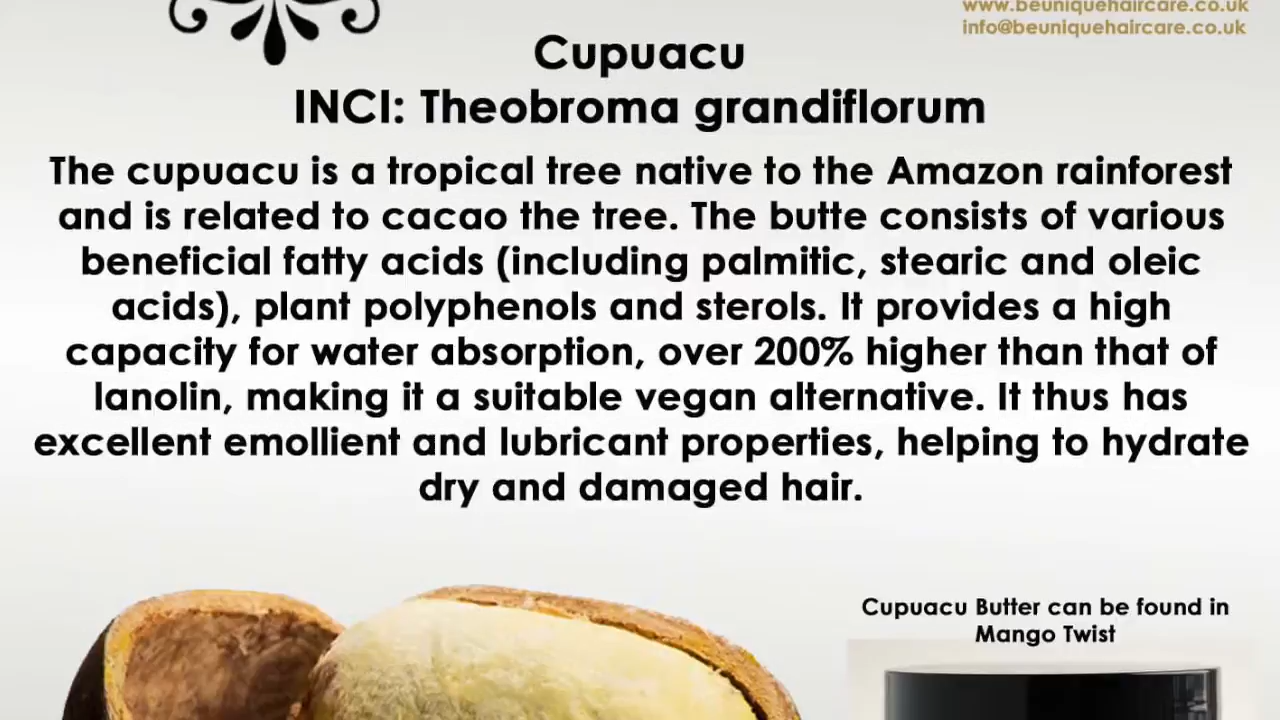 www.beuniquehaircare.co.uk
info@beuniquehaircare.co.uk
Cupuacu
INCI: Theobroma grandiflorum
The cupuacu is a tropical tree native to the Amazon rainforest
and is related to cacao the tree. The butte consists of various
beneficial fatty acids (including palmitic, stearic and oleic
acids), plant polyphenols and sterols. It provides a high
capacity for water absorption, over 200% higher than that of
lanolin, making it a suitable vegan alternative. It thus has
excellent emollient and lubricant properties, helping to hydrate
dry and damaged hair.
Cupuacu Butter can be found in
Mango Twist